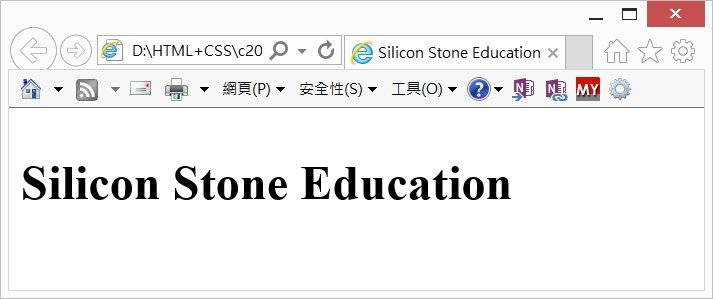 D:\HTML+CSS\c20
Silicon Stone Education
網頁(P) 安全性(S) 工具(O) ? N N MY
Silicon Stone Education